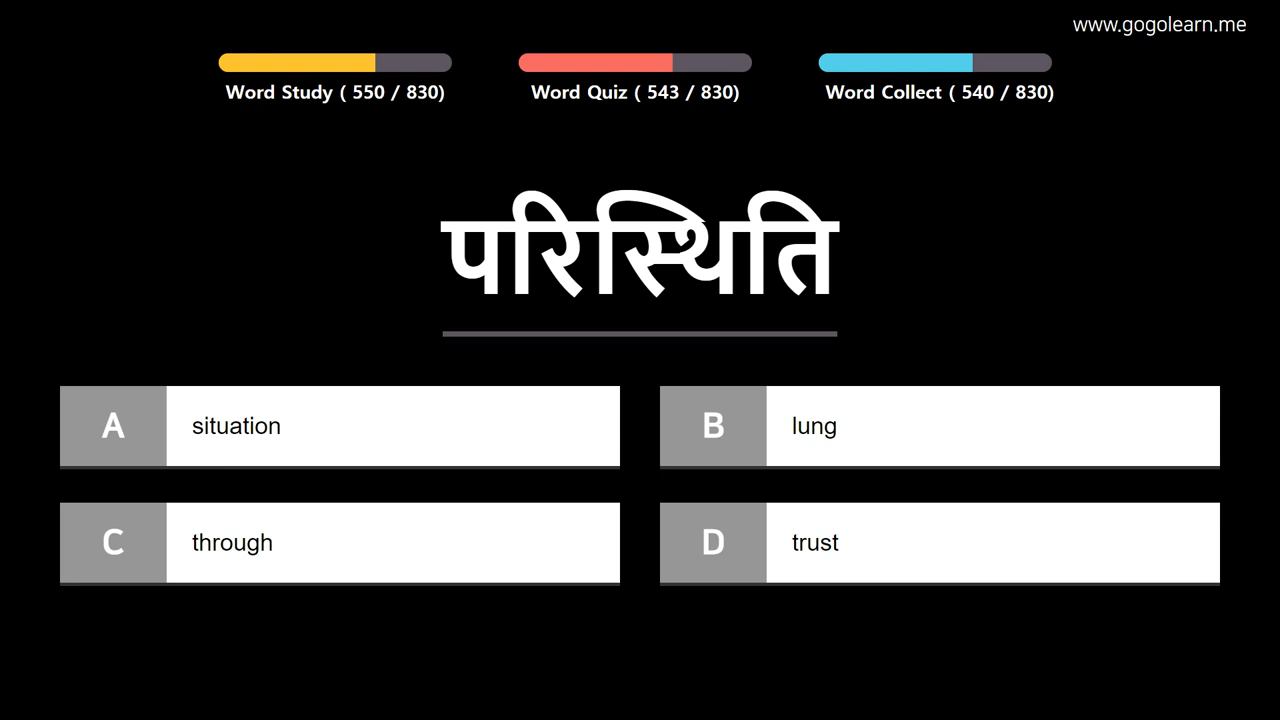 www.gogolearn.me
Word Study ( 550 / 830)
Word Quiz ( 543 / 830)
Word Collect ( 540 / 830)
परिस्थिति
A situation
B lung
C through
D trust